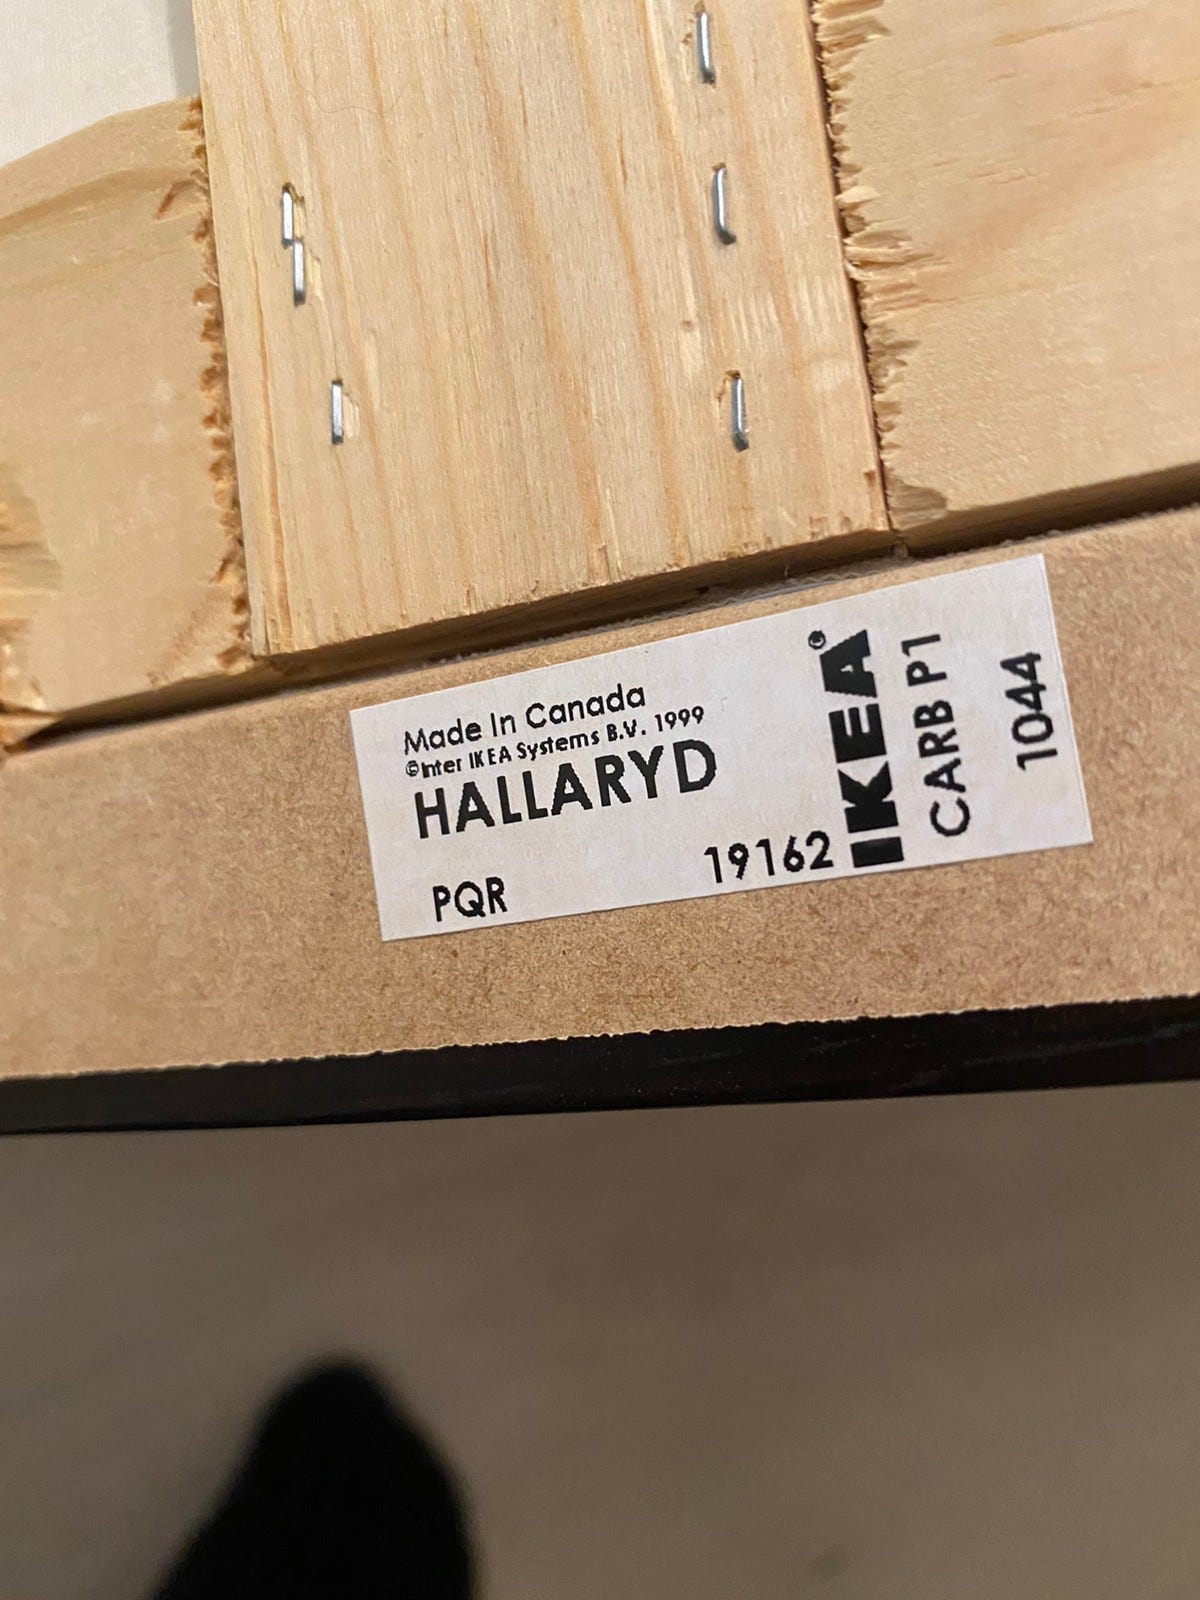 Made In Canada
©Inter IKEA Systems B.V. 1999
HALLARYD
PQR
19162
IKEA®
CARB P1
1044